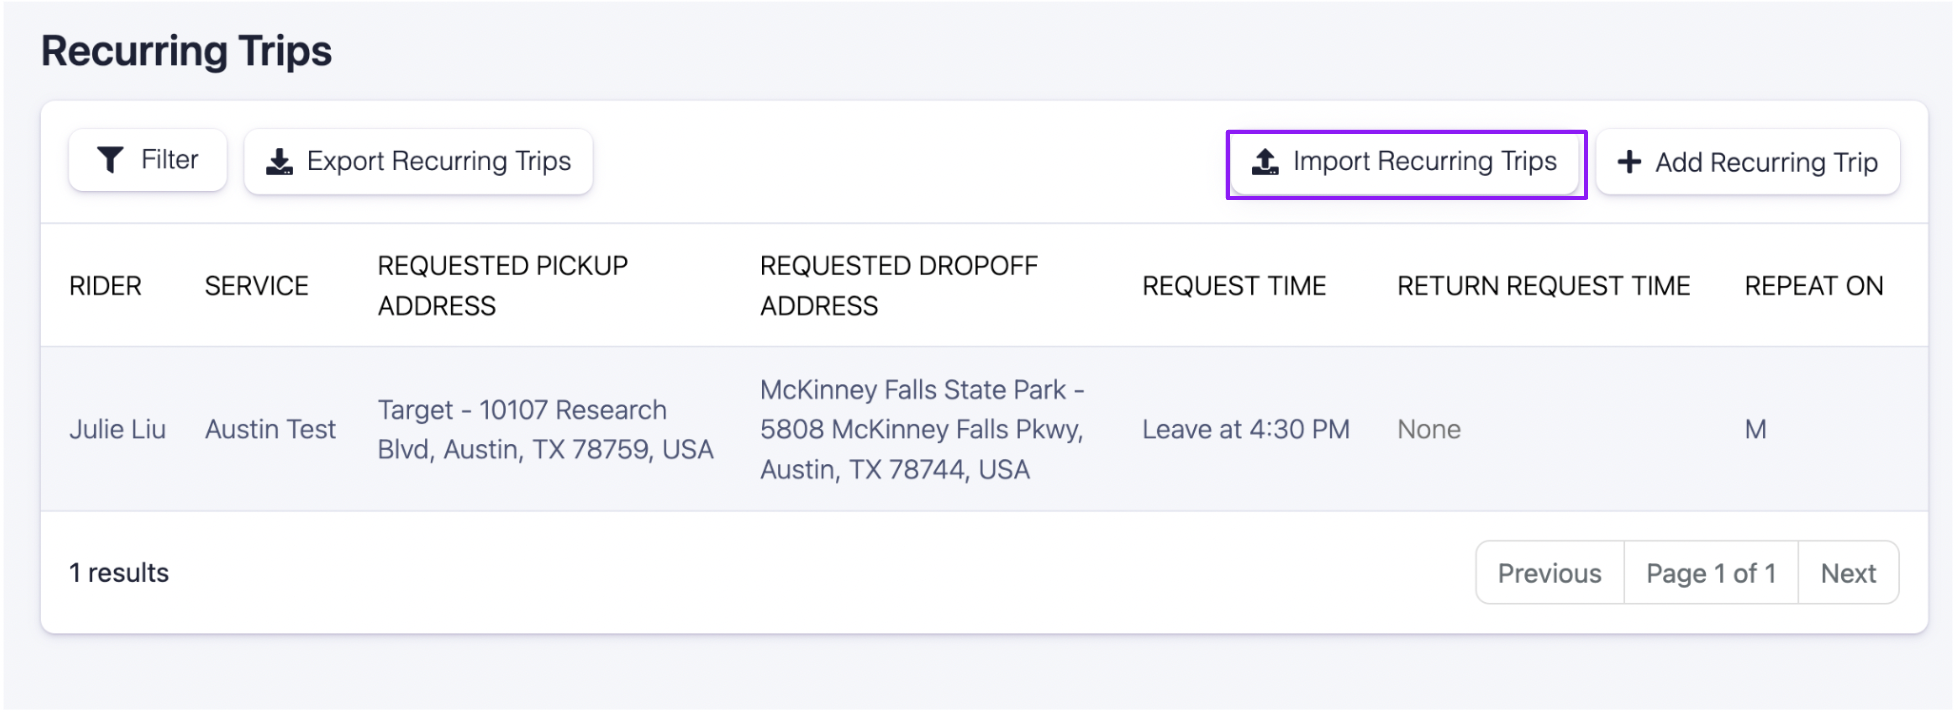 Recurring Trips
Filter
Export Recurring Trips
Import Recurring Trips
Add Recurring Trip
RIDER
SERVICE
REQUESTED PICKUP
ADDRESS
REQUESTED DROPOFF
ADDRESS
REQUEST TIME
RETURN REQUEST TIME
REPEAT ON
Julie Liu
Austin Test
Target - 10107 Research
Blvd, Austin, TX 78759, USA
McKinney Falls State Park -
5808 McKinney Falls Pkwy,
Austin, TX 78744, USA
Leave at 4:30 PM
None
M
1 results
Previous
Page 1 of 1
Next